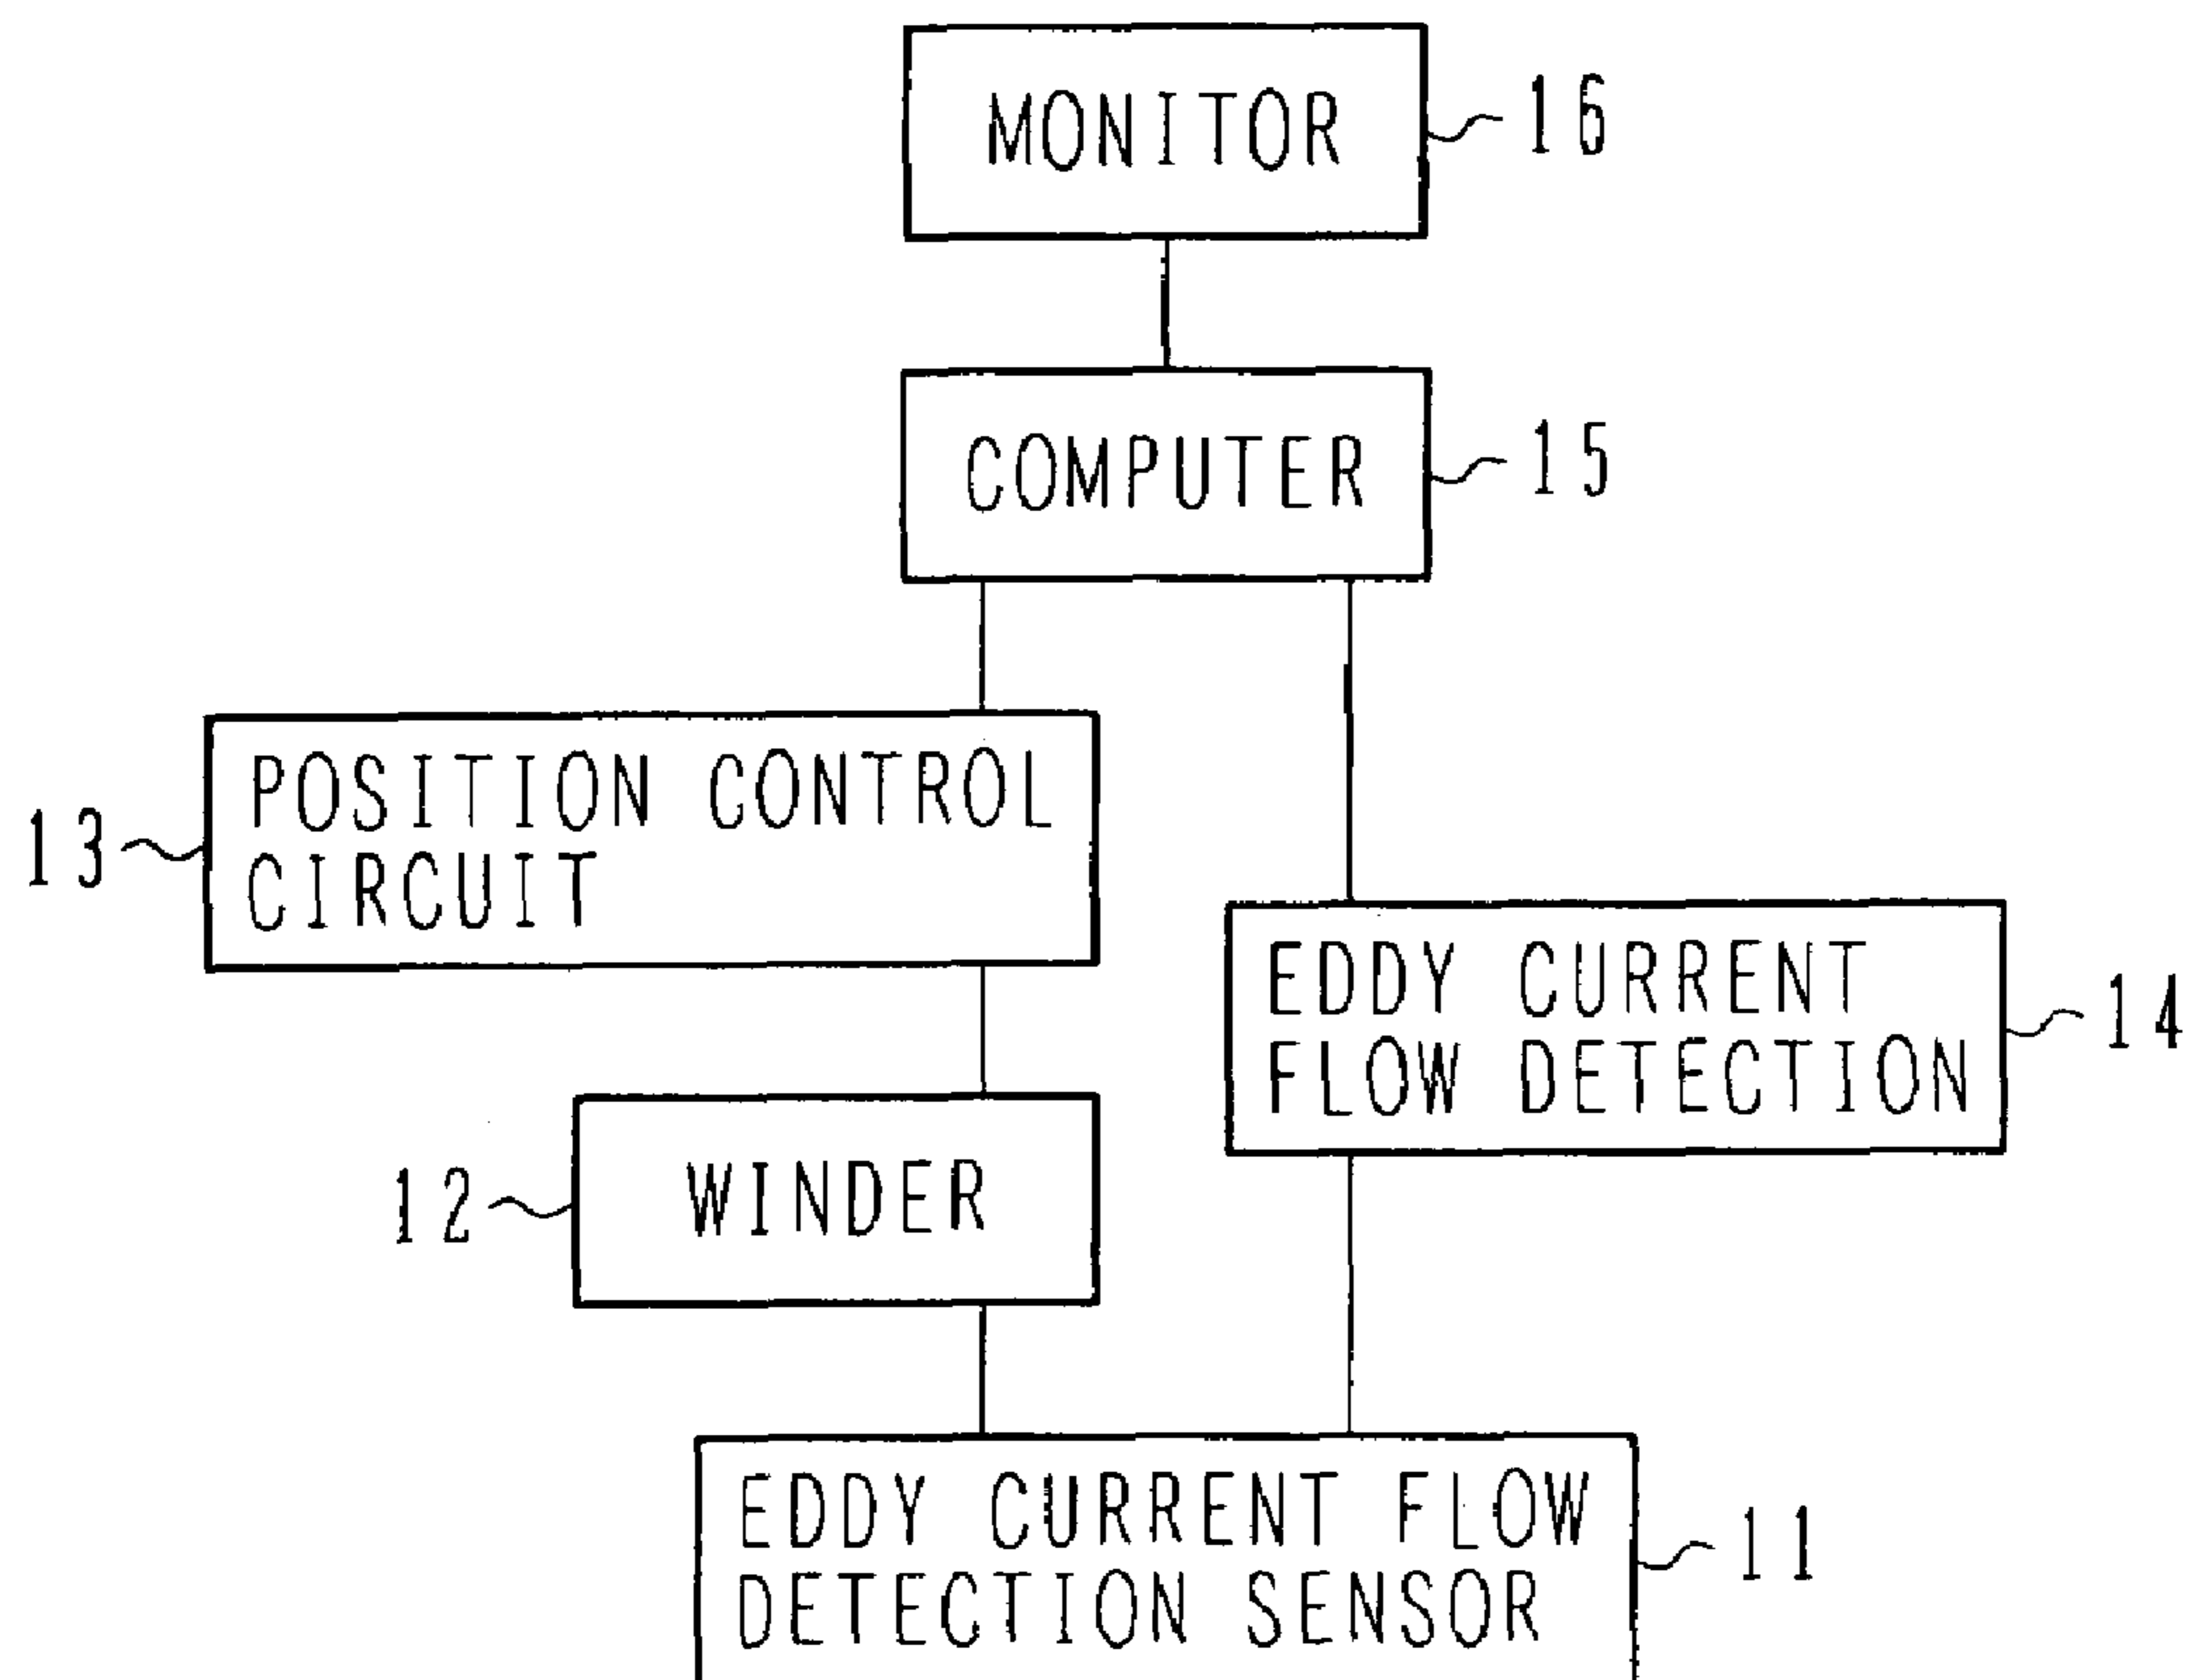 MONITOR
16
COMPUTER
15
POSITION CONTROL
CIRCUIT
13
EDDY CURRENT
FLOW DETECTION
14
WINDER
12
EDDY CURRENT FLOW
DETECTION SENSOR
11